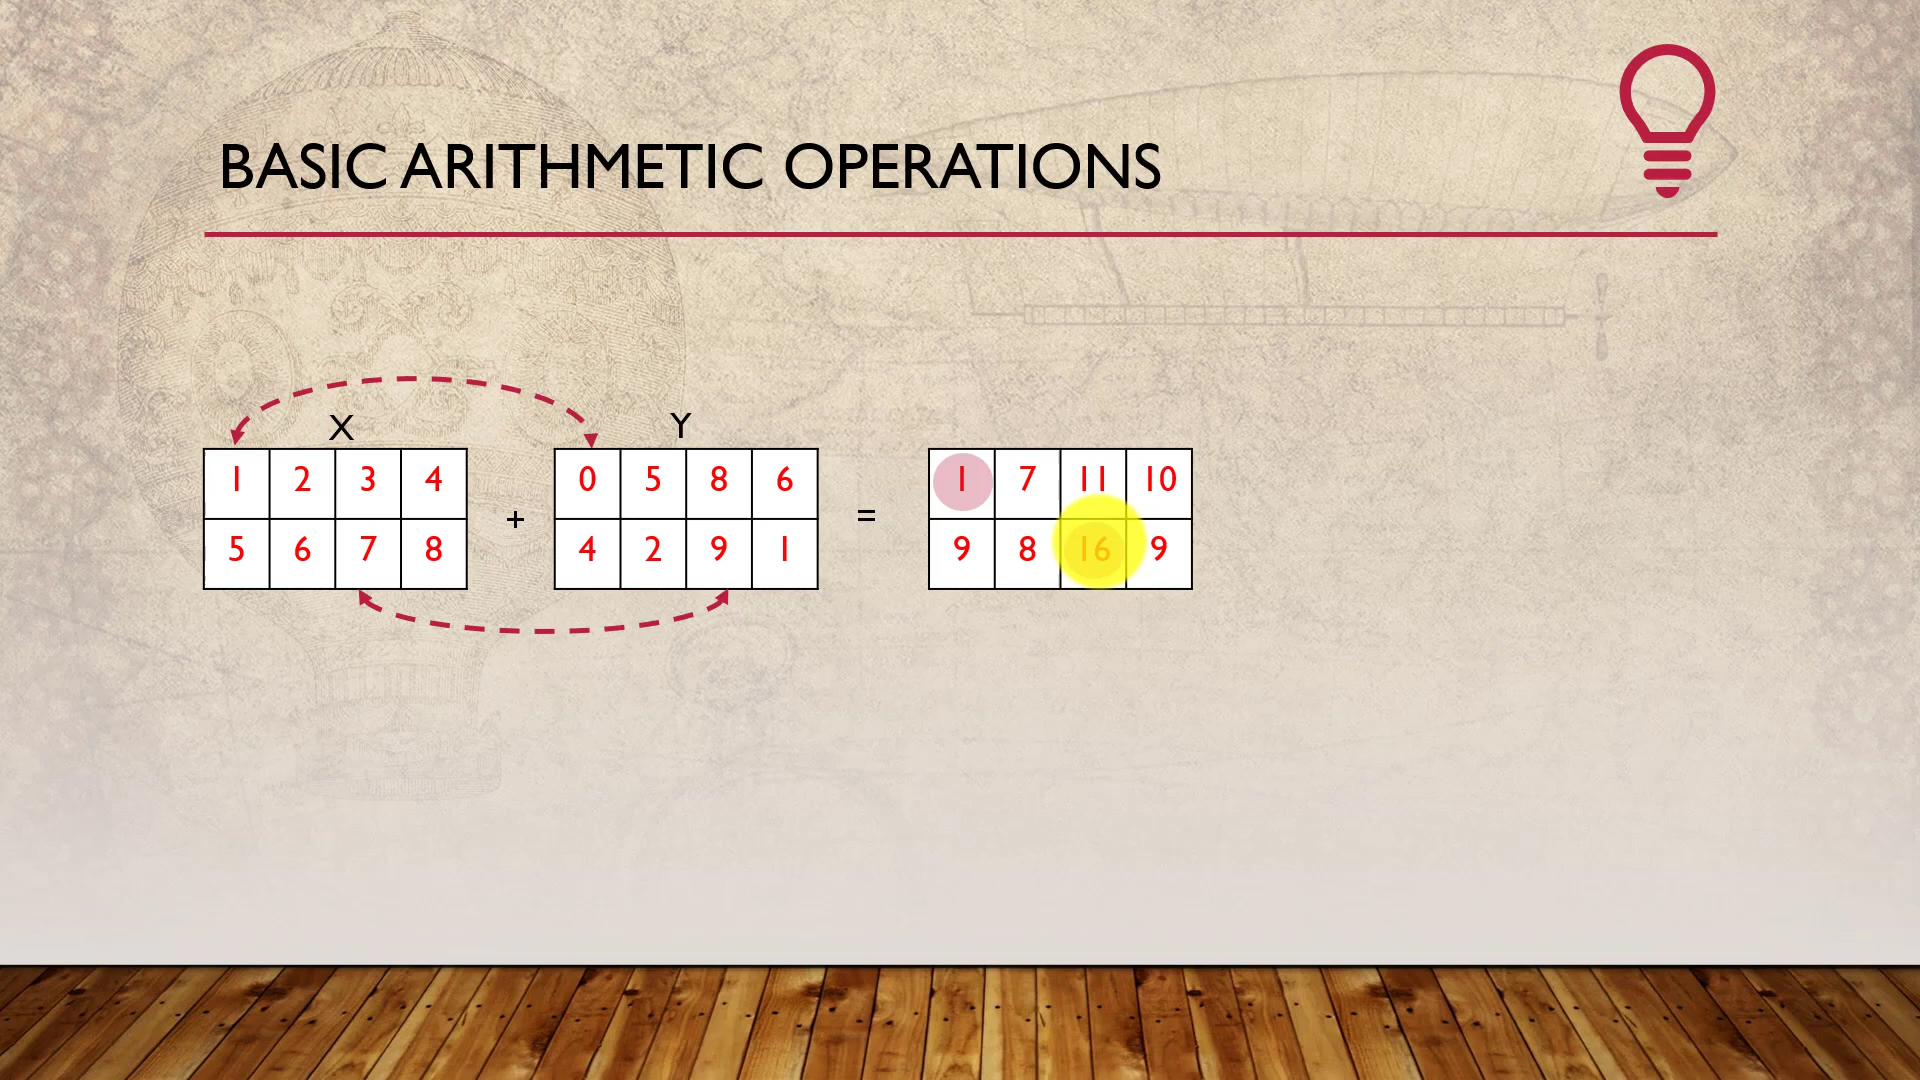 BASIC ARITHMETIC OPERATIONS
X Y
1 2 3 4 0 5 8 6 1 7 11 10
+ =
5 6 7 8 4 2 9 1 9 8 16 9